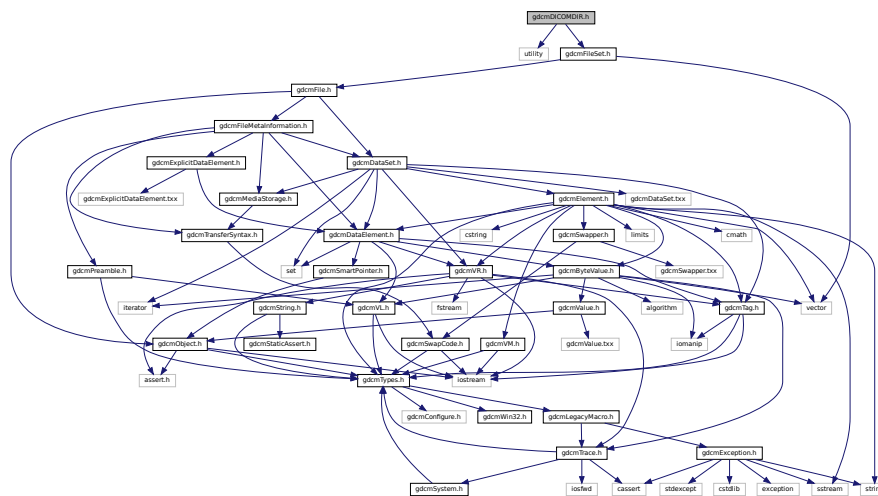 gdcmDICOMDIR.h
utility
gdcmFileSet.h
gdcmFile.h
gdcmFileMetaInformation.h
gdcmExplicitDataElement.h
gdcmDataSet.h
gdcmExplicitDataElement.txx
gdcmMediaStorage.h
gdcmElement.h
gdcmDataSet.txx
gdcmTransferSyntax.h
gdcmDataElement.h
cstring
gdcmSwapper.h
limits
cmath
gdcmPreamble.h
set
gdcmSmartPointer.h
gdcmVR.h
gdcmByteValue.h
gdcmSwapper.txx
iterator
gdcmString.h
gdcmVL.h
fstream
gdcmValue.h
algorithm
gdcmTag.h
vector
gdcmObject.h
gdcmStaticAssert.h
gdcmSwapCode.h
gdcmVM.h
gdcmValue.txx
iomanip
assert.h
gdcmTypes.h
iostream
gdcmConfigure.h
gdcmWin32.h
gdcmLegacyMacro.h
gdcmTrace.h
gdcmException.h
gdcmSystem.h
iosfwd
cassert
stdexcept
cstdlib
exception
sstream